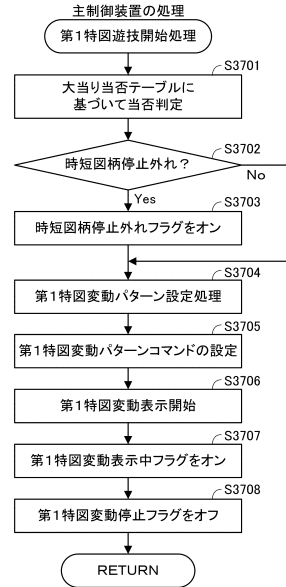 主制御装置の処理
第１特図遊技開始処理
S3701
大当り当否テーブルに
基づいて当否判定
S3702
時短図柄停止外れ？
No
Yes
S3703
時短図柄停止外れフラグをオン
S3704
第１特図変動パターン設定処理
S3705
第１特図変動パターンコマンドの設定
S3706
第１特図変動表示開始
S3707
第１特図変動表示中フラグをオン
S3708
第１特図変動停止フラグをオフ
RETURN